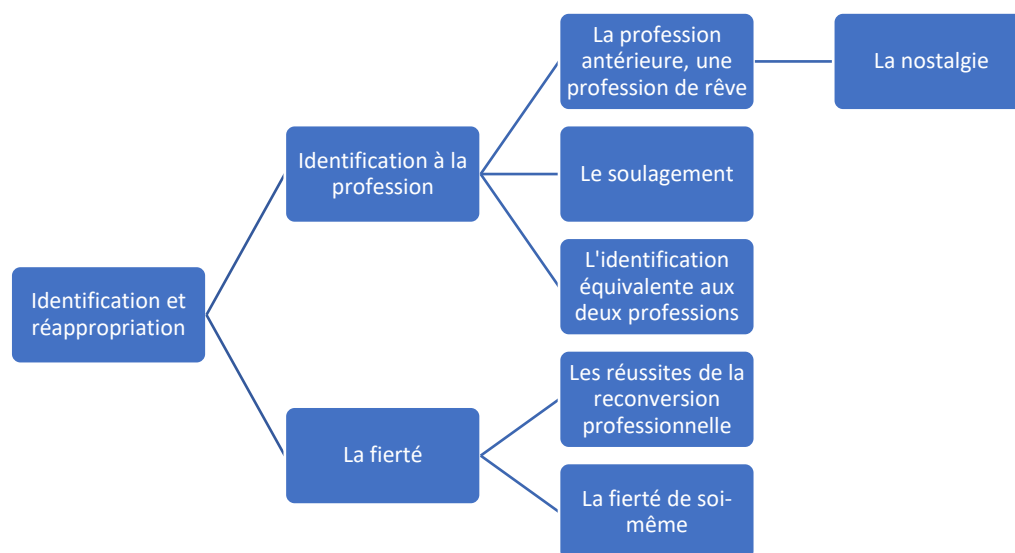 La profession
antérieure, une
profession de rêve
La nostalgie
Identification à la
profession
Le soulagement
L'identification
équivalente aux
deux professions
Identification et
réappropriation
Les réussites de la
reconversion
professionnelle
La fierté
La fierté de soi-
même